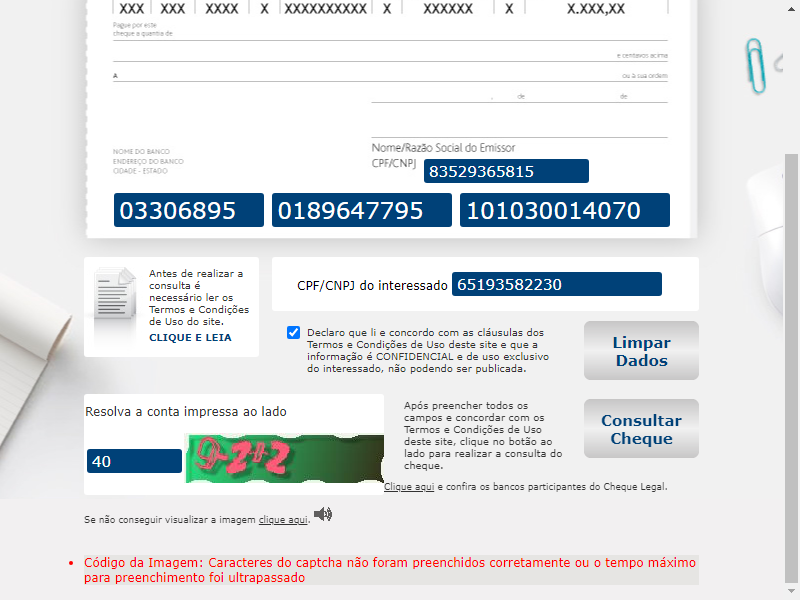 XXX XXX XXXX X XXXXXXXXXX X XXXXXX X X.XXX,XX
Pague por este
cheque a quantia de
e centavos acima
A ou à sua ordem
, de de
Nome/Razão Social do Emissor
NOME DO BANCO
ENDEREÇO DO BANCO
CIDADE - ESTADO
CPF/CNPJ 83529365815
03306895 0189647795 101030014070
Antes de realizar a
consulta é
necessário ler os
Termos e Condições
de Uso do site.
CLIQUE E LEIA
CPF/CNPJ do interessado 65193582230
Declaro que li e concordo com as cláusulas dos
Termos e Condições de Uso deste site e que a
informação é CONFIDENCIAL e de uso exclusivo
do interessado, não podendo ser publicada.
Limpar
Dados
Resolva a conta impressa ao lado
40
Após preencher todos os
campos e concordar com os
Termos e Condições de Uso
deste site, clique no botão ao
lado para realizar a consulta do
cheque.
Consultar
Cheque
Clique aqui e confira os bancos participantes do Cheque Legal.
Se não conseguir visualizar a imagem clique aqui.
• Código da Imagem: Caracteres do captcha não foram preenchidos corretamente ou o tempo máximo
para preenchimento foi ultrapassado